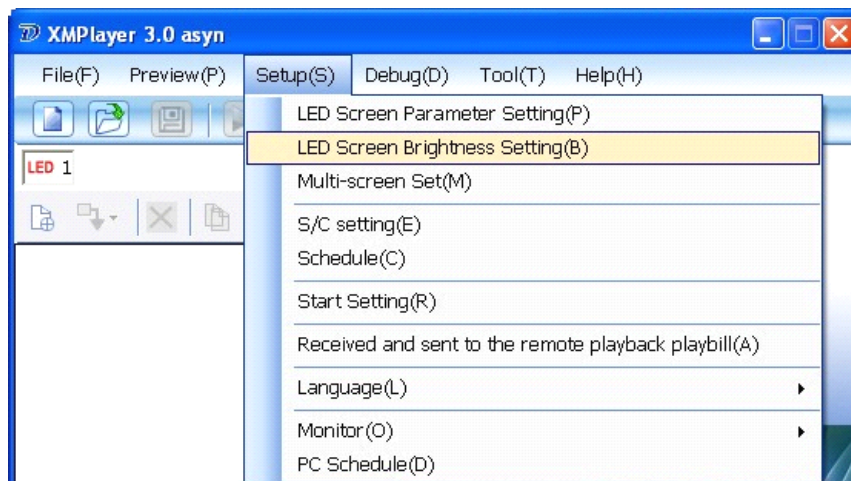 XMPlayer 3.0 asyn
File(F) Preview(P) Setup(S) Debug(D) Tool(T) Help(H)
LED Screen Parameter Setting(P)
LED Screen Brightness Setting(B)
LED 1
Multi-screen Set(M)
S/C setting(E)
Schedule(C)
Start Setting(R)
Received and sent to the remote playback playbill(A)
Language(L)
Monitor(O)
PC Schedule(D)